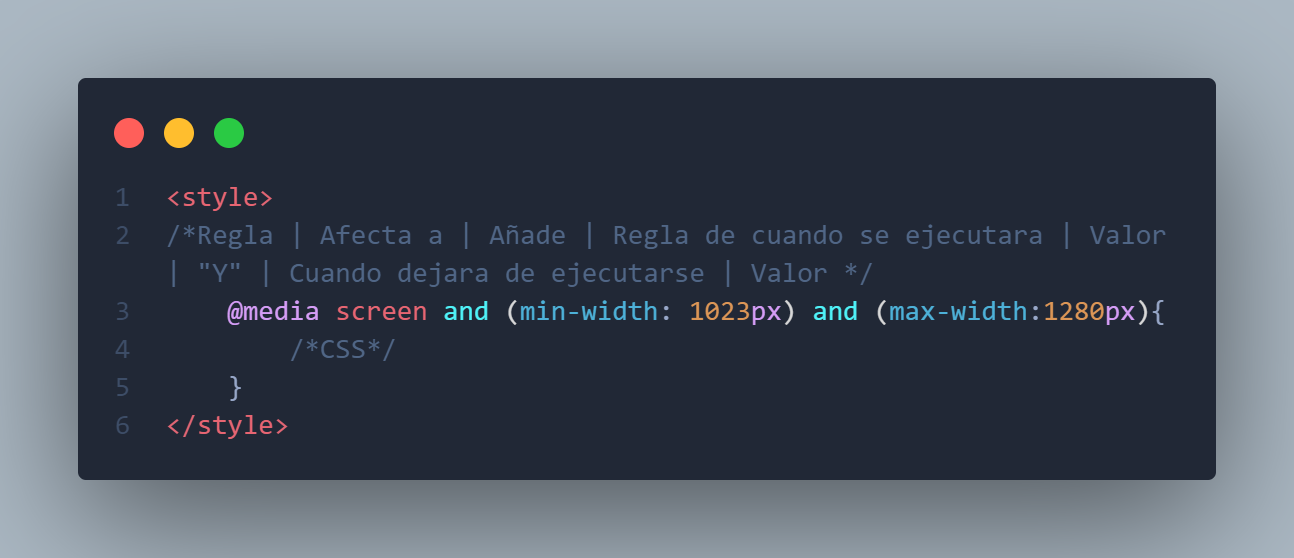 1 <style>
2 /*Regla | Afecta a | Añade | Regla de cuando se ejecutara | Valor
| "Y" | Cuando dejara de ejecutarse | Valor */
3 @media screen and (min-width: 1023px) and (max-width:1280px){
4 /*CSS*/
5 }
6 </style>